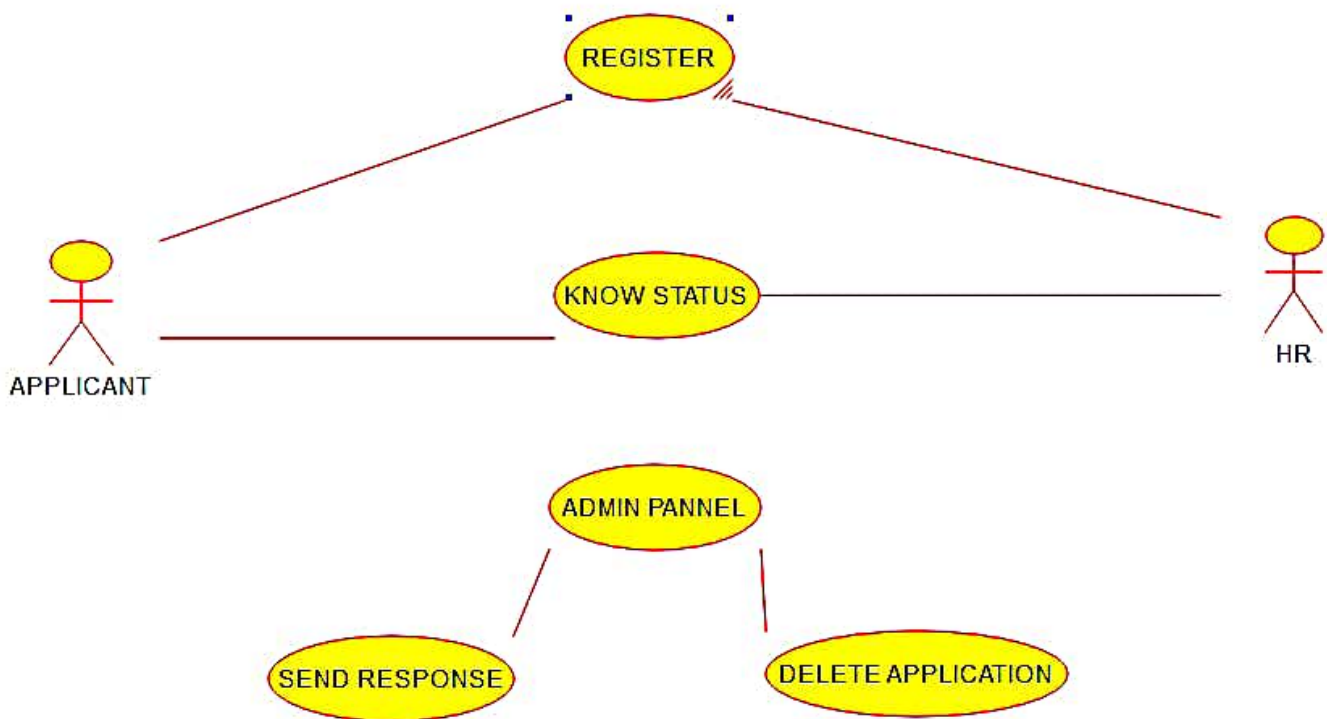 REGISTER
KNOW STATUS
HR
APPLICANT
ADMIN PANNEL
SEND RESPONSE
DELETE APPLICATION